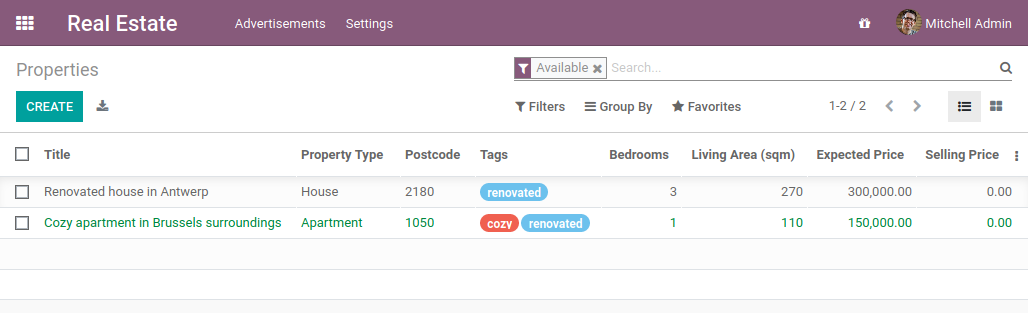 Real Estate Advertisements Settings Mitchell Admin
Properties Available Search...
CREATE Filters Group By Favorites 1-2 / 2
Title Property Type Postcode Tags Bedrooms Living Area (sqm) Expected Price Selling Price
Renovated house in Antwerp House 2180 renovated 3 270 300,000.00 0.00
Cozy apartment in Brussels surroundings Apartment 1050 cozy renovated 1 110 150,000.00 0.00